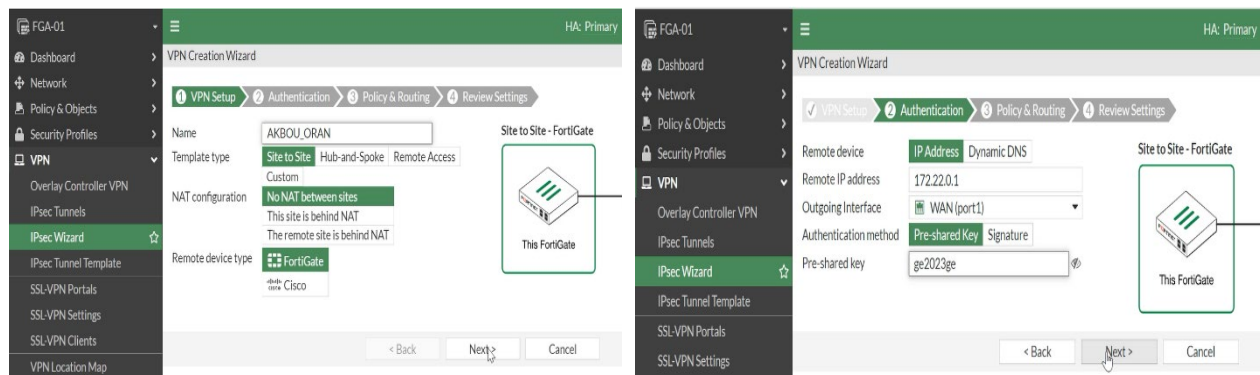 FGA-01
HA: Primary
Dashboard
Network
Policy & Objects
Security Profiles
VPN
Overlay Controller VPN
IPsec Tunnels
IPsec Wizard
IPsec Tunnel Template
SSL-VPN Portals
SSL-VPN Settings
SSL-VPN Clients
VPN Location Map
VPN Creation Wizard
1 VPN Setup 2 Authentication 3 Policy & Routing 4 Review Settings
Name AKBOU_ORAN
Template type Site to Site Hub-and-Spoke Remote Access
Custom
NAT configuration No NAT between sites
This site is behind NAT
The remote site is behind NAT
Remote device type FortiGate
Cisco
Site to Site - FortiGate
This FortiGate
< Back Next > Cancel
FGA-01
HA: Primary
Dashboard
Network
Policy & Objects
Security Profiles
VPN
Overlay Controller VPN
IPsec Tunnels
IPsec Wizard
IPsec Tunnel Template
SSL-VPN Portals
SSL-VPN Settings
VPN Creation Wizard
VPN Setup 2 Authentication 3 Policy & Routing 4 Review Settings
Remote device IP Address Dynamic DNS
Remote IP address 172.22.0.1
Outgoing Interface WAN (port1)
Authentication method Pre-shared Key Signature
Pre-shared key ge2023ge
Site to Site - FortiGate
This FortiGate
< Back Next > Cancel